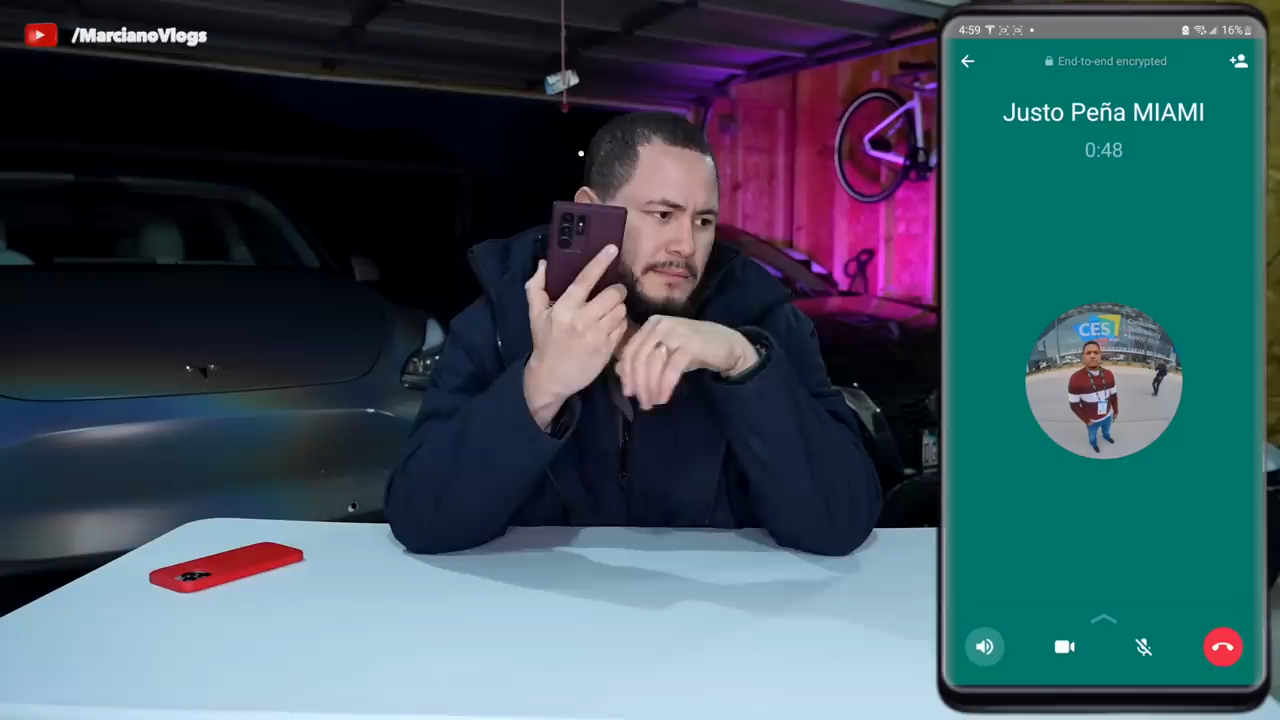 /MarcianoVlogs
4:59
16%
End-to-end encrypted
Justo Peña MIAMI
0:48
CES